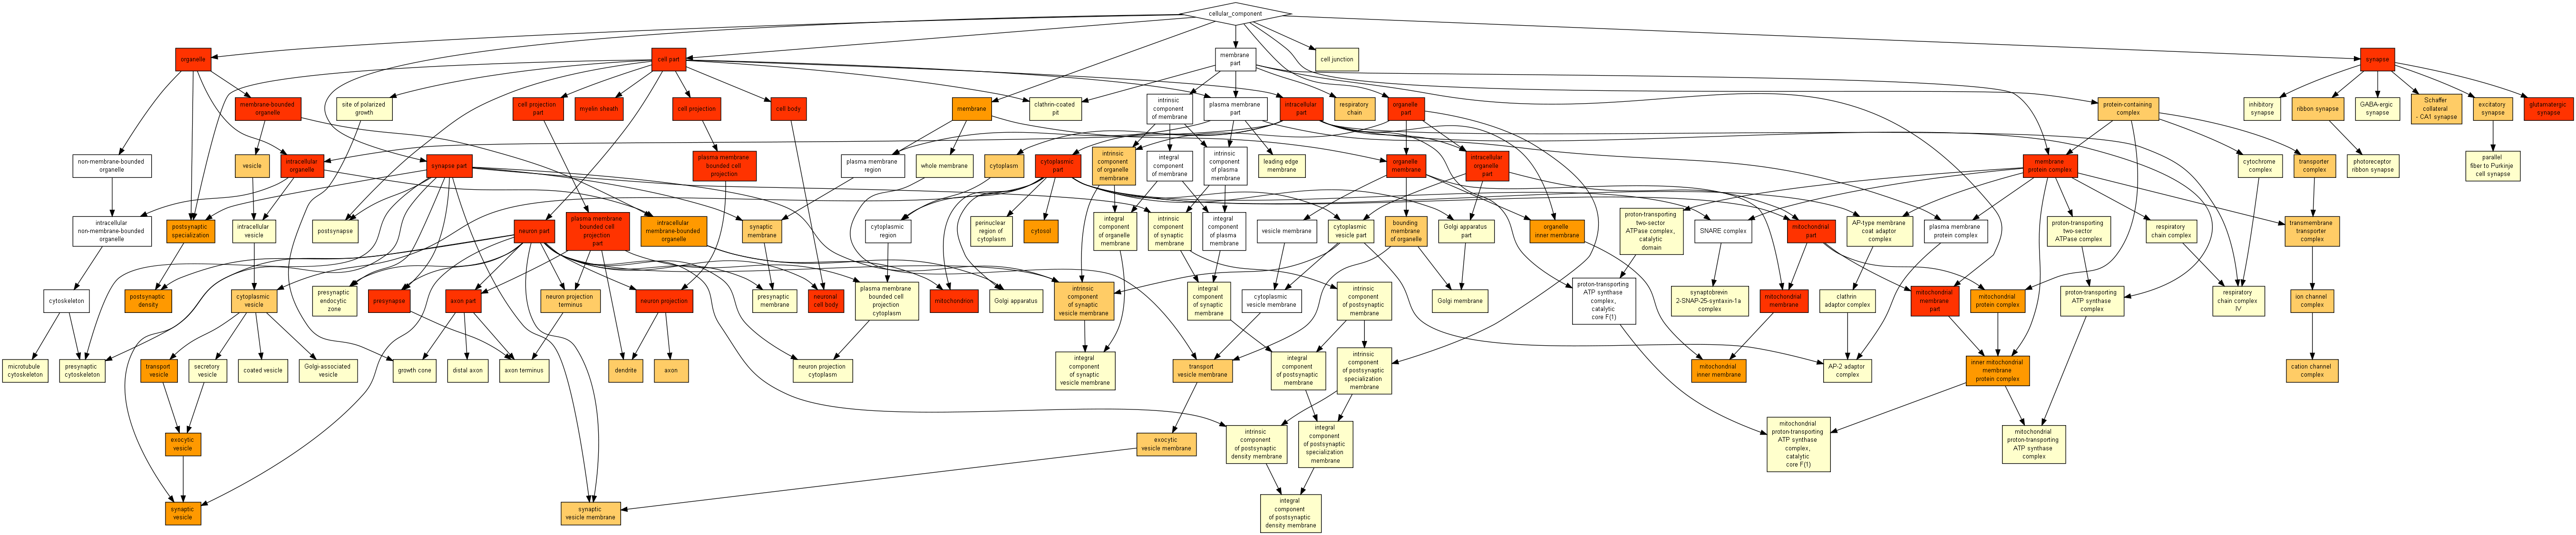 cellular_component
organelle
cell part
membrane
part
cell junction
synapse
membrane-bounded
organelle
site of polarized
growth
cell projection
part
myelin sheath
cell projection
cell body
membrane
clathrin-coated
pit
intrinsic
component
of membrane
plasma membrane
part
intracellular
part
respiratory
chain
organelle
part
protein-containing
complex
inhibitory
synapse
ribbon synapse
GABA-ergic
synapse
Schaffer
collateral
- CA1 synapse
excitatory
synapse
glutamatergic
synapse
non-membrane-bounded
organelle
vesicle
intracellular
organelle
synapse part
plasma membrane
bounded cell
projection
plasma membrane
region
whole membrane
cytoplasm
cytoplasmic
part
intrinsic
component
of organelle
membrane
integral
component
of membrane
intrinsic
component
of plasma
membrane
leading edge
membrane
organelle
membrane
intracellular
organelle
part
membrane
protein complex
cytochrome
complex
transporter
complex
photoreceptor
ribbon synapse
parallel
fiber to Purkinje
cell synapse
intracellular
non-membrane-bounded
organelle
postsynaptic
specialization
intracellular
vesicle
postsynapse
neuron part
plasma membrane
bounded cell
projection
part
intracellular
membrane-bounded
organelle
synaptic
membrane
cytoplasmic
region
perinuclear
region of
cytoplasm
cytosol
integral
component
of organelle
membrane
intrinsic
component
of synaptic
membrane
integral
component
of plasma
membrane
vesicle membrane
cytoplasmic
vesicle part
bounding
membrane
of organelle
Golgi apparatus
part
organelle
inner membrane
proton-transporting
two-sector
ATPase complex,
catalytic
domain
SNARE complex
mitochondrial
part
AP-type membrane
coat adaptor
complex
plasma membrane
protein complex
proton-transporting
two-sector
ATPase complex
respiratory
chain complex
transmembrane
transporter
complex
cytoskeleton
postsynaptic
density
cytoplasmic
vesicle
presynaptic
endocytic
zone
presynapse
axon part
neuron projection
terminus
neuron projection
presynaptic
membrane
neuronal
cell body
plasma membrane
bounded cell
projection
cytoplasm
mitochondrion
Golgi apparatus
intrinsic
component
of synaptic
vesicle membrane
integral
component
of synaptic
membrane
cytoplasmic
vesicle membrane
intrinsic
component
of postsynaptic
membrane
Golgi membrane
proton-transporting
ATP synthase
complex,
catalytic
core F(1)
synaptobrevin
2-SNAP-25-syntaxin-1a
complex
mitochondrial
membrane
clathrin
adaptor complex
mitochondrial
membrane
part
mitochondrial
protein complex
proton-transporting
ATP synthase
complex
respiratory
chain complex
IV
ion channel
complex
microtubule
cytoskeleton
presynaptic
cytoskeleton
transport
vesicle
secretory
vesicle
coated vesicle
Golgi-associated
vesicle
growth cone
distal axon
axon terminus
dendrite
axon
neuron projection
cytoplasm
integral
component
of synaptic
vesicle membrane
transport
vesicle membrane
integral
component
of postsynaptic
membrane
intrinsic
component
of postsynaptic
specialization
membrane
mitochondrial
inner membrane
AP-2 adaptor
complex
inner mitochondrial
membrane
protein complex
cation channel
complex
exocytic
vesicle
exocytic
vesicle membrane
intrinsic
component
of postsynaptic
density membrane
integral
component
of postsynaptic
specialization
membrane
mitochondrial
proton-transporting
ATP synthase
complex,
catalytic
core F(1)
mitochondrial
proton-transporting
ATP synthase
complex
synaptic
vesicle
synaptic
vesicle membrane
integral
component
of postsynaptic
density membrane